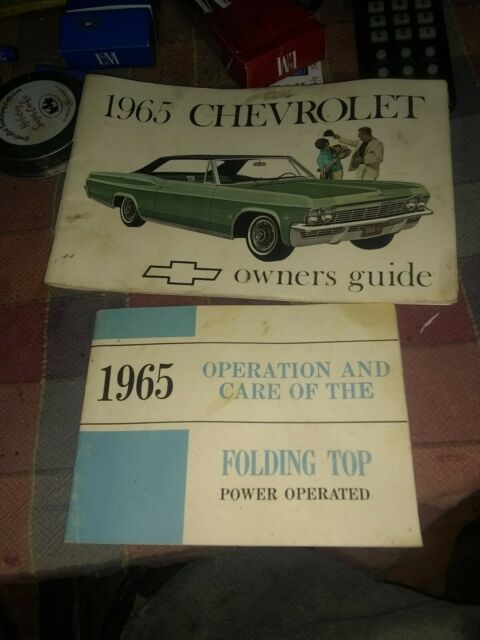 L&M
L&M
1965 CHEVROLET
owners guide
1965
OPERATION AND
CARE OF THE
FOLDING TOP
POWER OPERATED